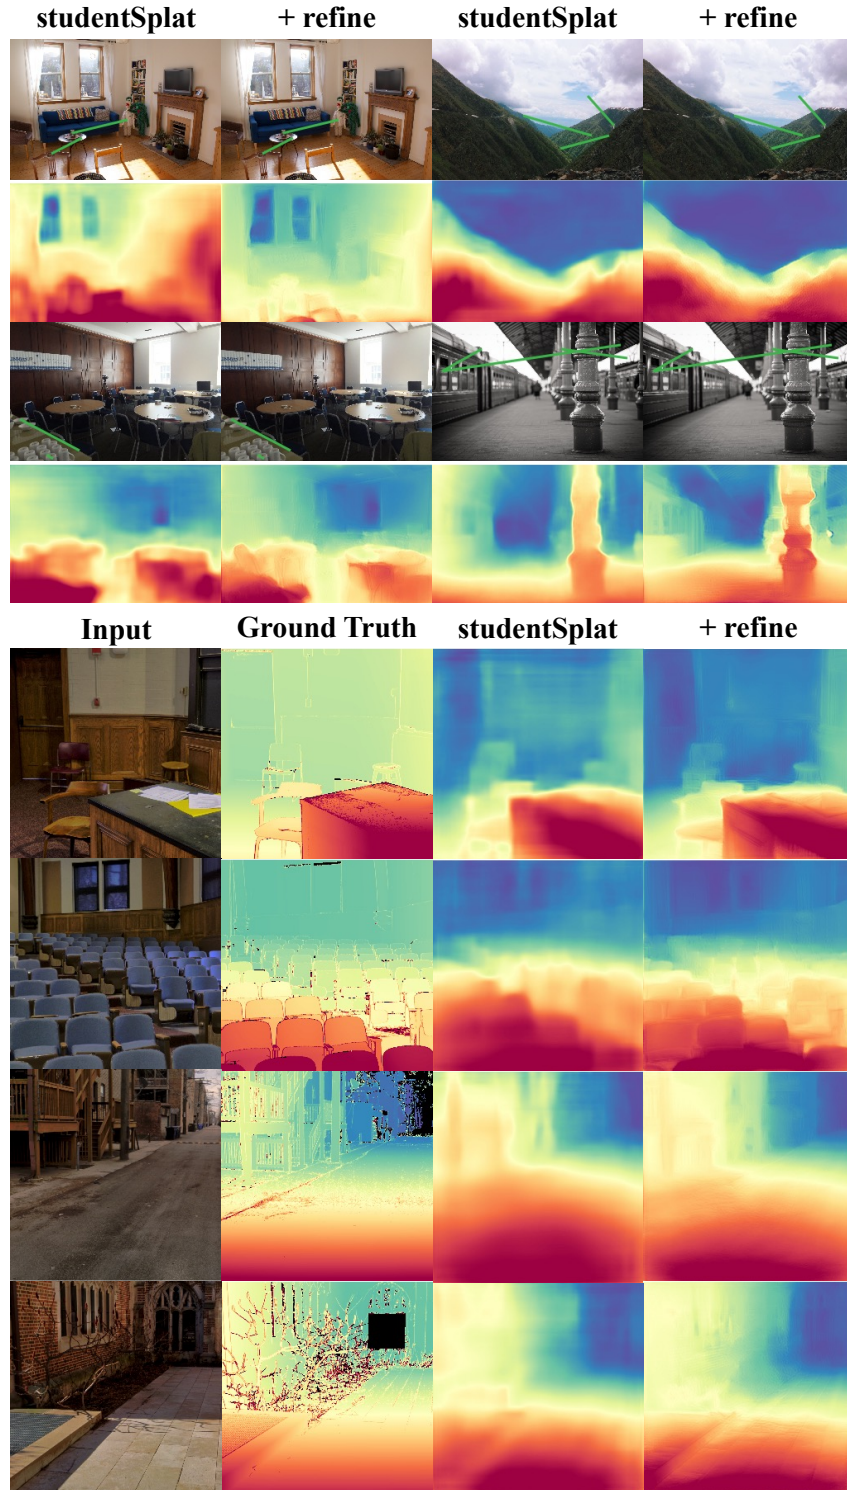 studentSplat + refine studentSplat + refine
Input Ground Truth studentSplat + refine